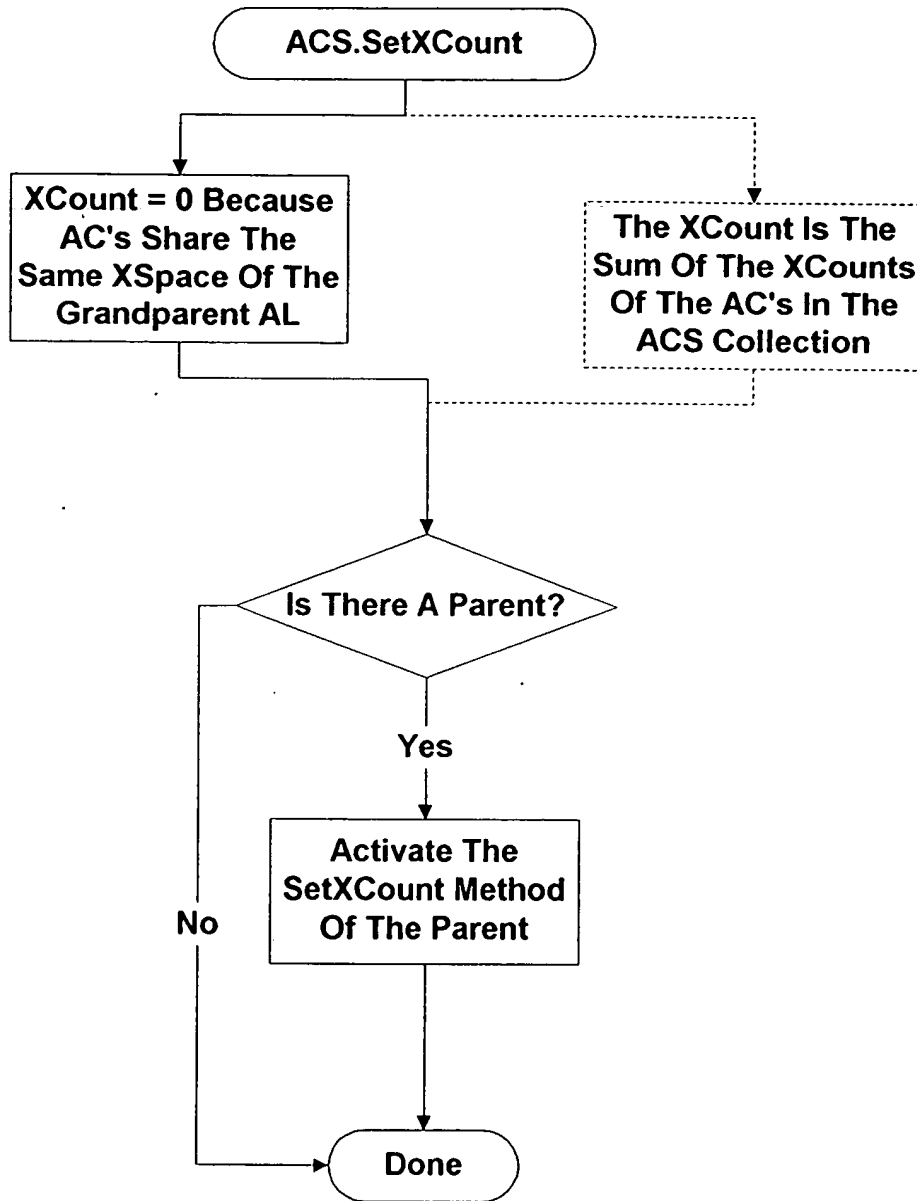 ACS.SetXCount
XCount = 0 Because
AC's Share The
Same XSpace Of The
Grandparent AL
The XCount Is The
Sum Of The XCounts
Of The AC's In The
ACS Collection
Is There A Parent?
Yes
Activate The
SetXCount Method
Of The Parent
No
Done